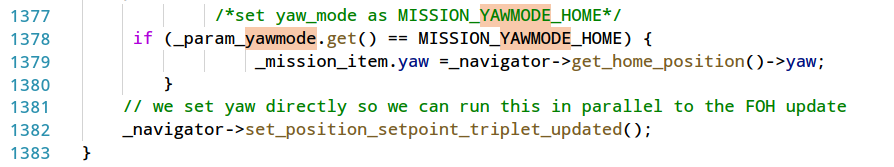 1377 /*set yaw_mode as MISSION_YAWMODE_HOME*/
1378 if (_param_yawmode.get() == MISSION_YAWMODE_HOME) {
1379 _mission_item.yaw =_navigator->get_home_position()->yaw;
1380 }
1381 // we set yaw directly so we can run this in parallel to the FOH update
1382 _navigator->set_position_setpoint_triplet_updated();
1383 }